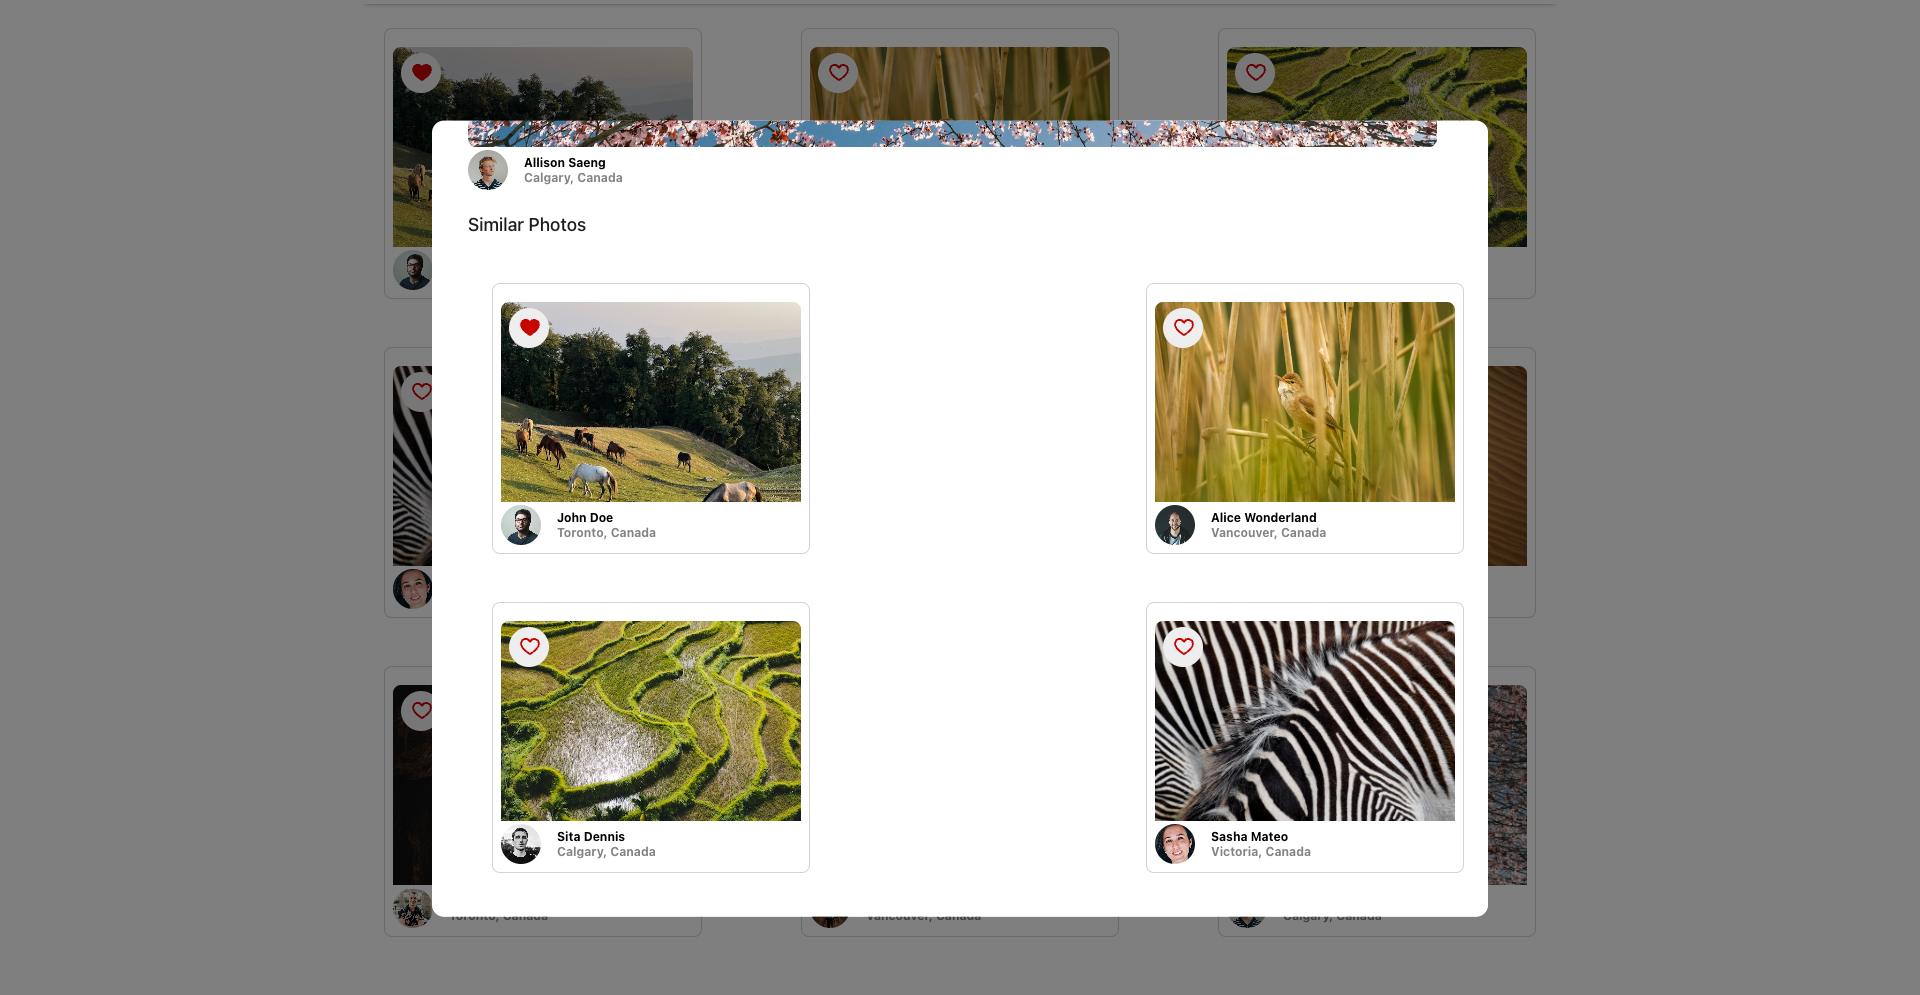 Allison Saeng
Calgary, Canada
Similar Photos
John Doe
Toronto, Canada
Alice Wonderland
Vancouver, Canada
Sita Dennis
Calgary, Canada
Sasha Mateo
Victoria, Canada
Toronto, Canada
Vancouver, Canada
Calgary, Canada